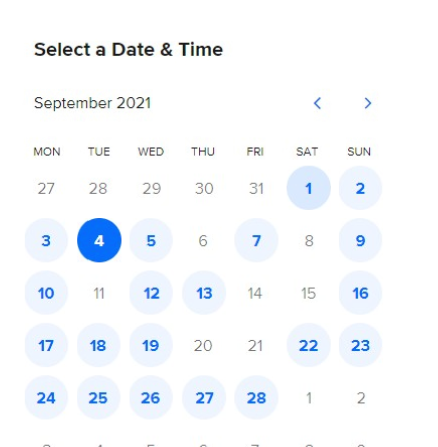 Select a Date & Time
September 2021
MON TUE WED THU FRI SAT SUN
27 28 29 30 31 1 2
3 4 5 6 7 8 9
10 11 12 13 14 15 16
17 18 19 20 21 22 23
24 25 26 27 28 1 2